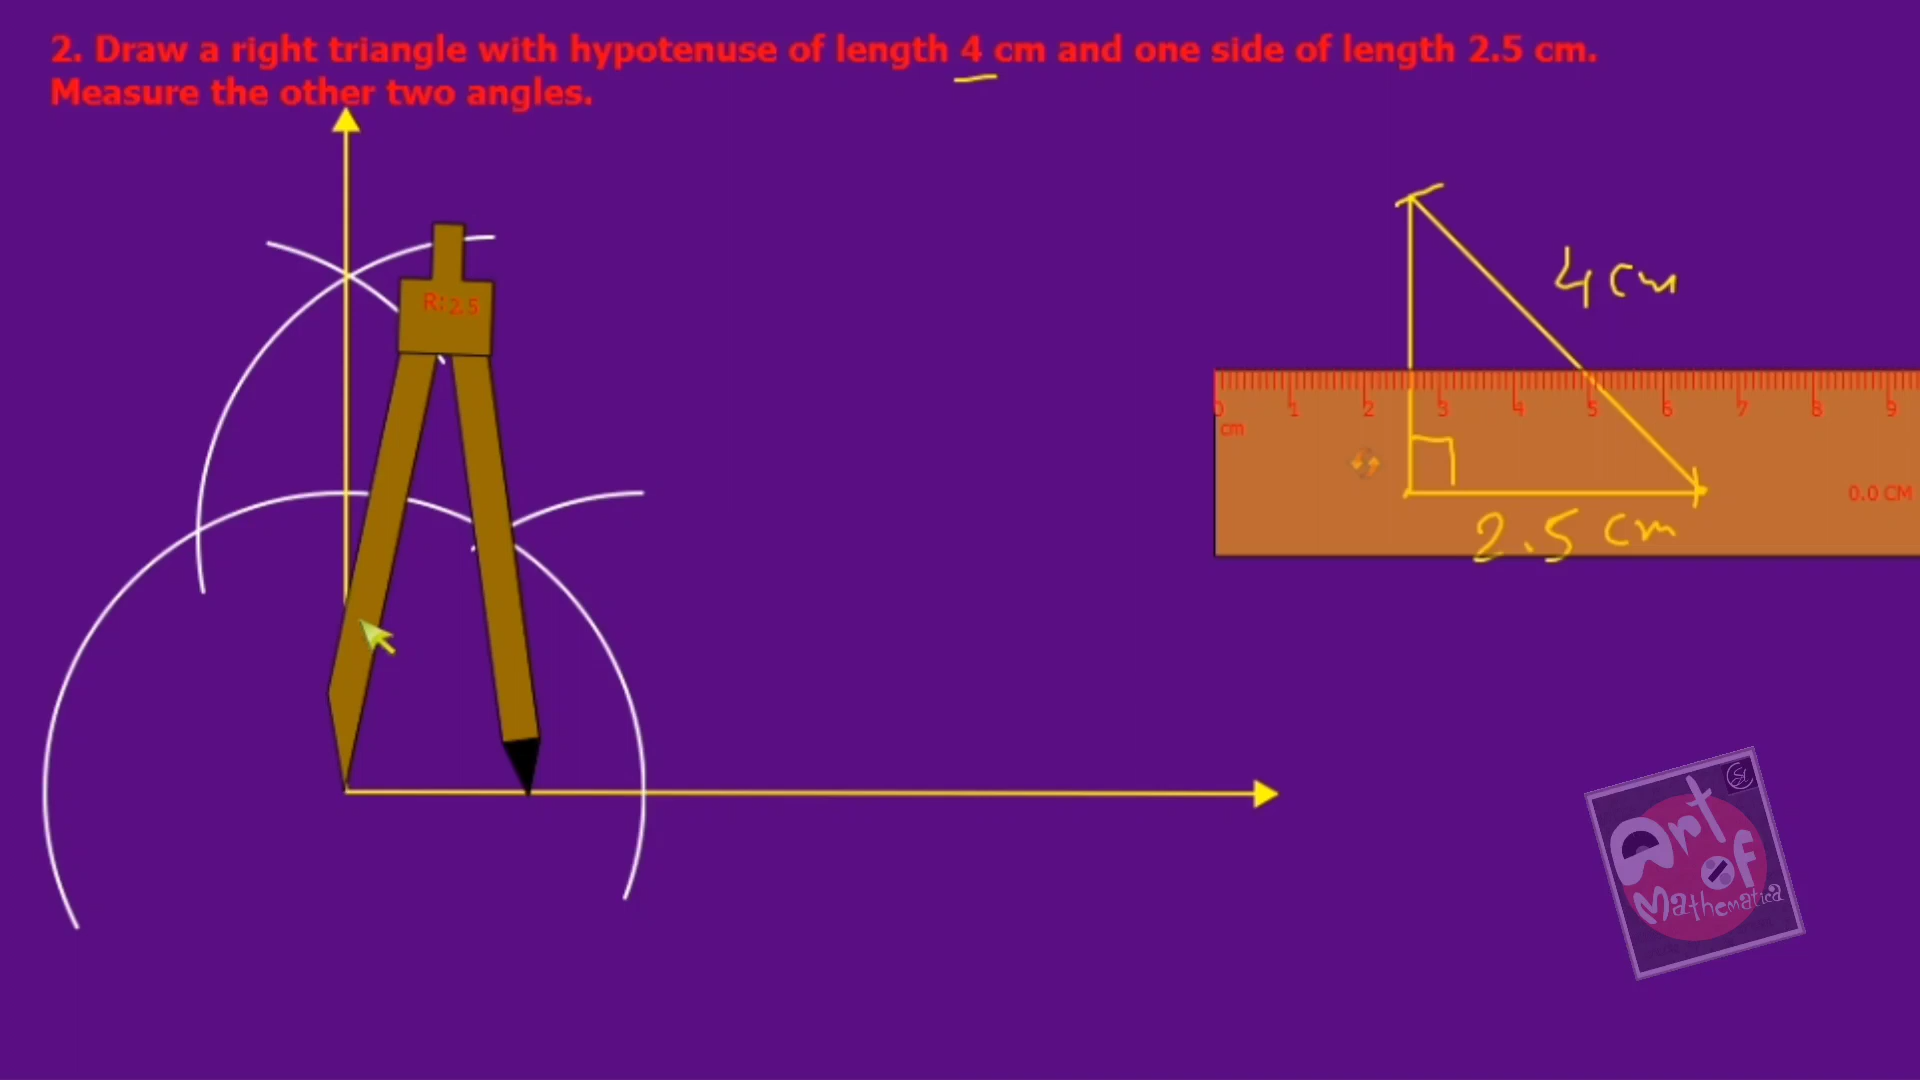 2. Draw a right triangle with hypotenuse of length 4 cm and one side of length 2.5 cm.
Measure the other two angles.
R:2.5
4 cm
0 1 2 3 4 5 6 7 8 9
cm
0.0 CM
2.5 cm
Art
Of
Mathematica